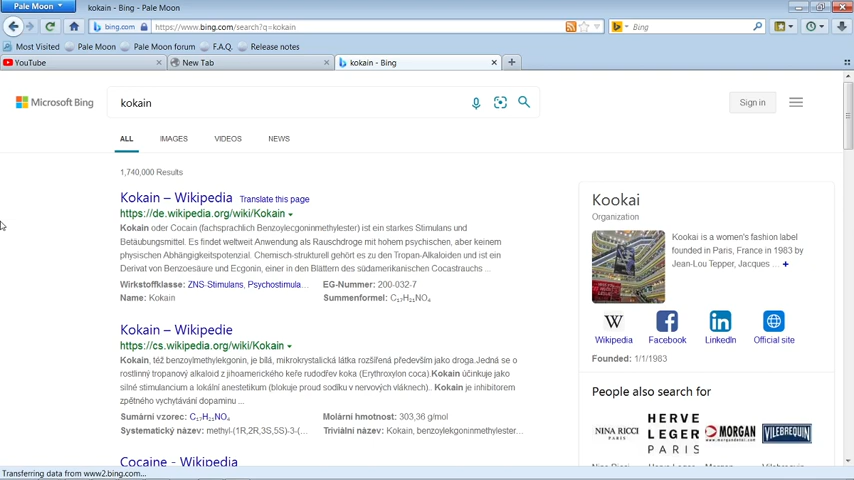 Pale Moon
kokain - Bing - Pale Moon
bing.com
https://www.bing.com/search?q=kokain
Bing
Most Visited
Pale Moon
Pale Moon forum
F.A.Q.
Release notes
YouTube
New Tab
kokain - Bing
Microsoft Bing
kokain
Sign in
ALL
IMAGES
VIDEOS
NEWS
1,740,000 Results
Kokain – Wikipedia Translate this page
https://de.wikipedia.org/wiki/Kokain
Kokain oder Cocain (fachsprachlich Benzoylecgoninmethylester) ist ein starkes Stimulans und
Betäubungsmittel. Es findet weltweit Anwendung als Rauschdroge mit hohem psychischen, aber keinem
physischen Abhängigkeitspotenzial. Chemisch-strukturell gehört es zu den Tropan-Alkaloiden und ist ein
Derivat von Benzoesäure und Ecgonin, einer in den Blättern des südamerikanischen Cocastrauchs ...
Wirkstoffklasse: ZNS-Stimulans, Psychostimula...
EG-Nummer: 200-032-7
Name: Kokain
Summenformel: C₁₇H₂₁NO₄
Kokain – Wikipedie
https://cs.wikipedia.org/wiki/Kokain
Kokain, též benzoylmethylekgonin, je bílá, mikrokrystalická látka rozšířená především jako droga.Jedná se o
rostlinný tropanový alkaloid z jihoamerického keře rudodřev koka (Erythroxylon coca).Kokain účinkuje jako
silné stimulancium a lokální anestetikum (blokuje proud sodíku v nervových vláknech).. Kokain je inhibitorem
zpětného vychytávání dopaminu ...
Sumární vzorec: C₁₇H₂₁NO₄
Molární hmotnost: 303,36 g/mol
Systematický název: methyl-(1R,2R,3S,5S)-3-(...
Triviální název: Kokain, benzoylekgoninmethylester...
Cocaine - Wikipedia
Kookai
Organization
Kookai is a women's fashion label
founded in Paris, France in 1983 by
Jean-Lou Tepper, Jacques ... +
W
Wikipedia
Facebook
LinkedIn
Official site
Founded: 1/1/1983
People also search for
NINA RICCI
PARIS
HERVE
LEGER
PARIS
MORGAN
VILEBREQUIN
Transferring data from www2.bing.com...